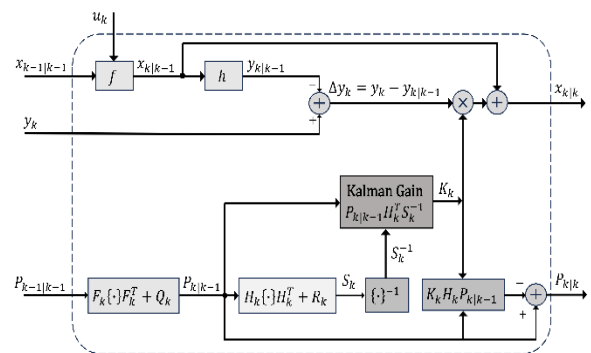 u_k
x_{k-1|k-1}
f
x_{k|k-1}
h
y_{k|k-1}
−
+
+
Δy_k = y_k − y_{k|k-1}
×
+
x_{k|k}
y_k
Kalman Gain
P_{k|k-1}H_k^T S_k^{-1}
K_k
S_k^{-1}
P_{k-1|k-1}
F_k{·}F_k^T + Q_k
P_{k|k-1}
H_k{·}H_k^T + R_k
S_k
{·}^{-1}
K_k H_k P_{k|k-1}
−
+
+
P_{k|k}